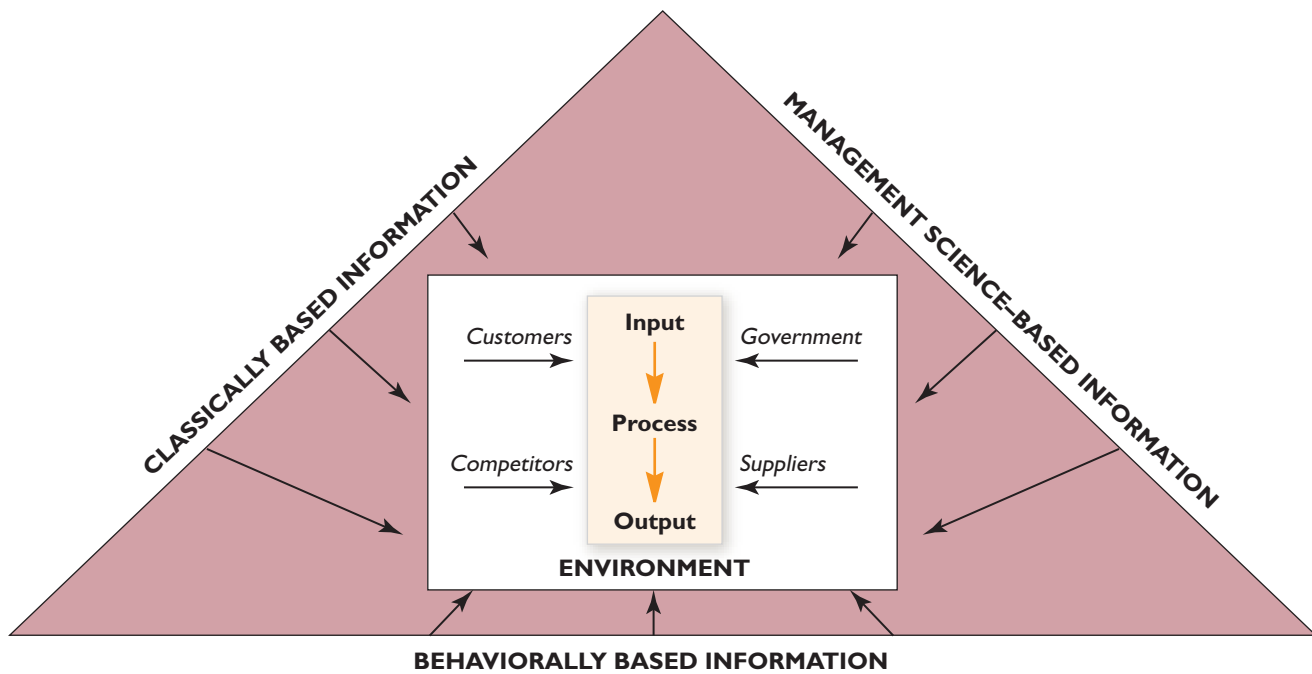 CLASSICALLY BASED INFORMATION
MANAGEMENT SCIENCE–BASED INFORMATION
Customers
Input
Government
Process
Competitors
Suppliers
Output
ENVIRONMENT
BEHAVIORALLY BASED INFORMATION